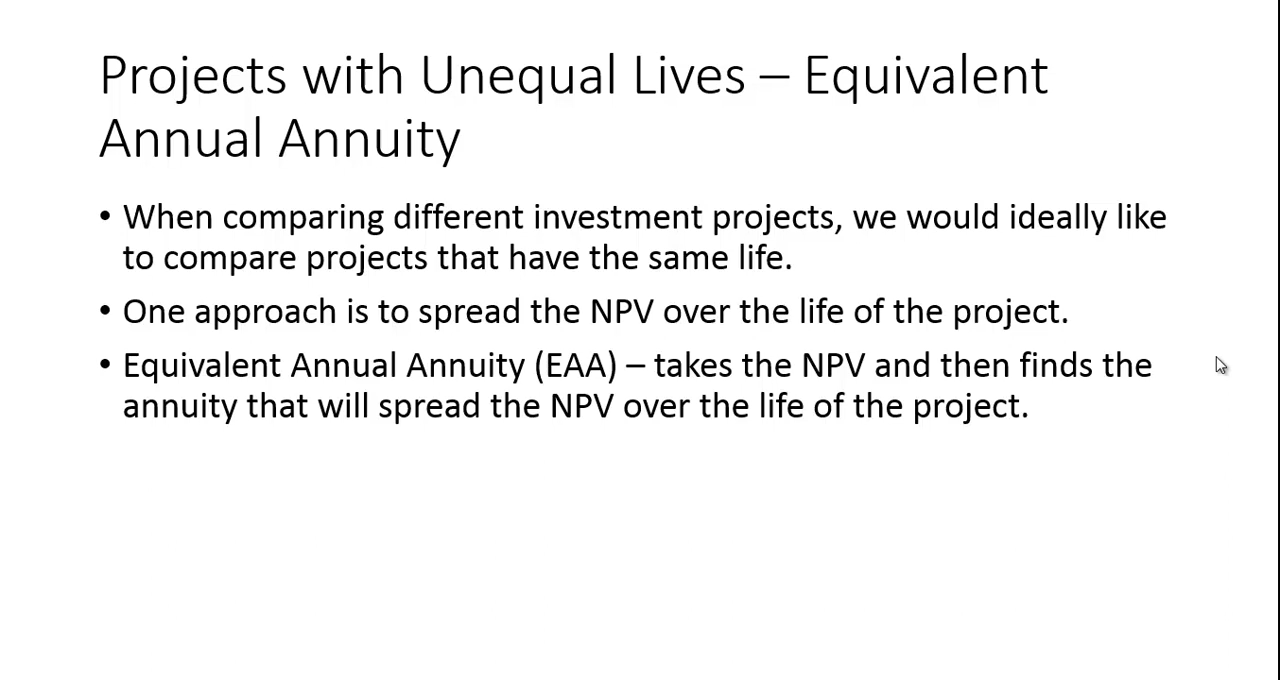 Projects with Unequal Lives – Equivalent
Annual Annuity
• When comparing different investment projects, we would ideally like
to compare projects that have the same life.
• One approach is to spread the NPV over the life of the project.
• Equivalent Annual Annuity (EAA) – takes the NPV and then finds the
annuity that will spread the NPV over the life of the project.